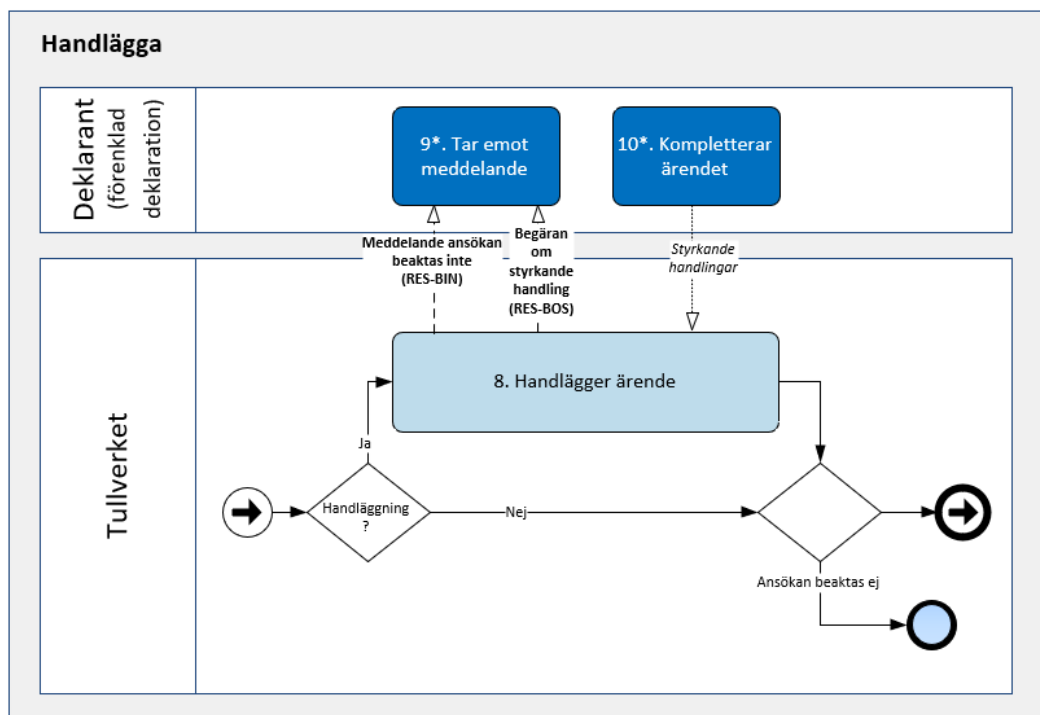 Handlägga
Deklarant
(förenklad
deklaration)
9*. Tar emot
meddelande
10*. Kompletterar
ärendet
Meddelande ansökan
beaktas inte
(RES-BIN)
Begäran
om
styrkande
handling
(RES-BOS)
Styrkande
handlingar
Tullverket
8. Handlägger ärende
Ja
Handläggning
?
Nej
Ansökan beaktas ej